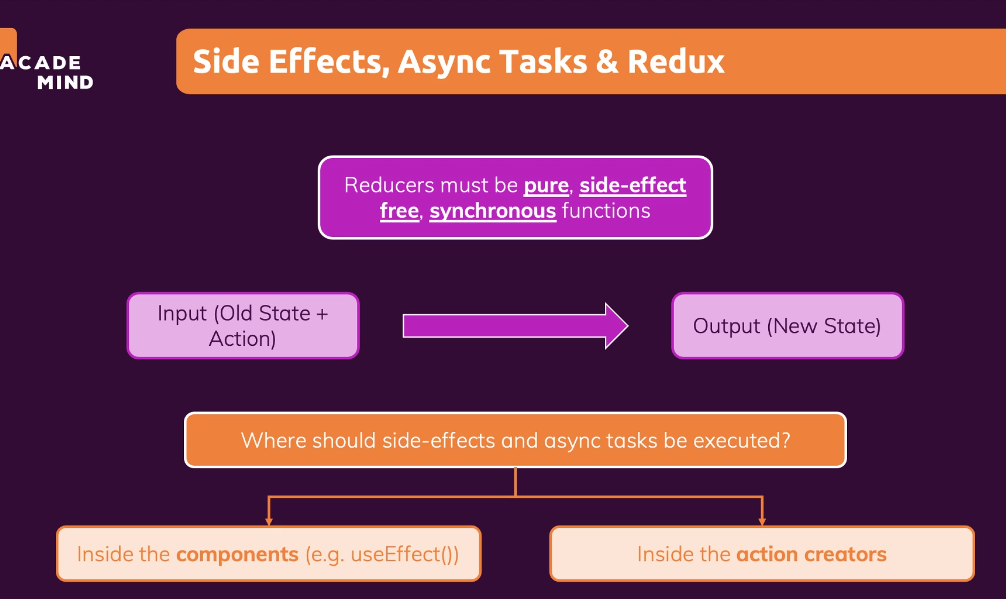 ACADE
MIND
Side Effects, Async Tasks & Redux
Reducers must be pure, side-effect
free, synchronous functions
Input (Old State +
Action)
Output (New State)
Where should side-effects and async tasks be executed?
Inside the components (e.g. useEffect())
Inside the action creators